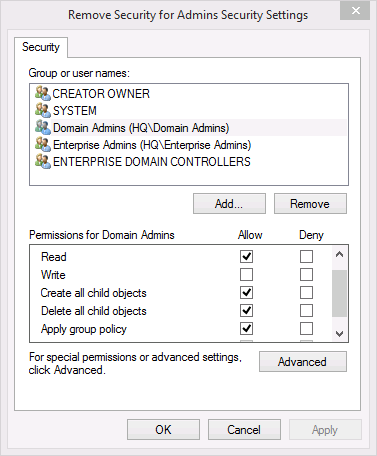 Remove Security for Admins Security Settings
Security
Group or user names:
CREATOR OWNER
SYSTEM
Domain Admins (HQ\Domain Admins)
Enterprise Admins (HQ\Enterprise Admins)
ENTERPRISE DOMAIN CONTROLLERS
Add... Remove
Permissions for Domain Admins Allow Deny
Read
Write
Create all child objects
Delete all child objects
Apply group policy
For special permissions or advanced settings,
click Advanced. Advanced
OK Cancel Apply